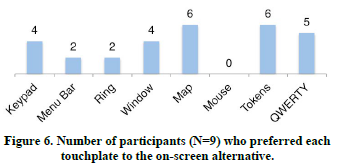 4
2
2
4
6
0
6
5
Keypad
Menu Bar
Ring
Window
Map
Mouse
Tokens
QWERTY
Figure 6. Number of participants (N=9) who preferred each
touchplate to the on-screen alternative.